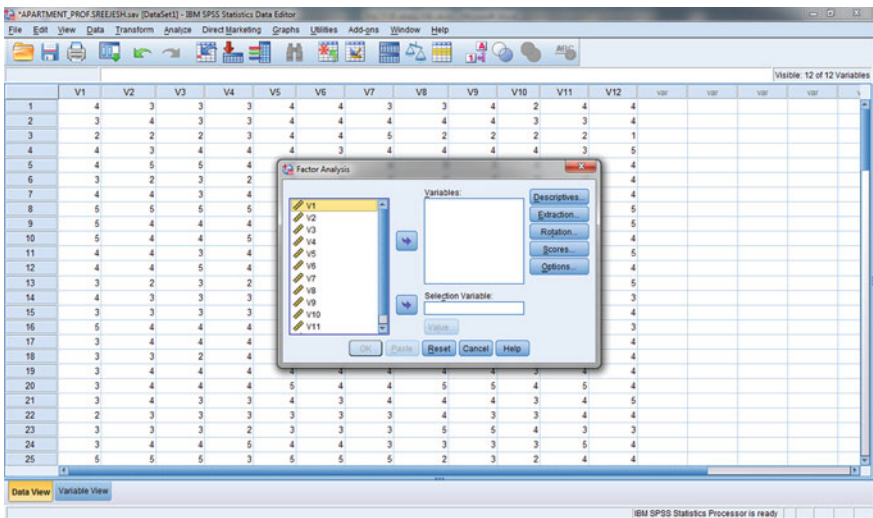 *APARTMENT_PROF.SREEJESH.sav [DataSet1] - IBM SPSS Statistics Data Editor
File Edit View Data Transform Analyze Direct Marketing Graphs Utilities Add-ons Window Help
Visible: 12 of 12 Variables
V1 V2 V3 V4 V5 V6 V7 V8 V9 V10 V11 V12 var var var var
1 4 3 3 3 4 4 3 3 4 2 4 4
2 3 4 3 3 4 4 4 4 4 3 3 4
3 2 2 2 3 4 4 5 2 2 2 2 1
4 4 3 4 4 4 3 4 4 4 4 3 5
5 4 5 5 4 4
6 3 2 3 2 4
7 4 4 3 4 4
8 5 5 5 5 5
9 5 4 4 4 5
10 5 4 4 5 4
11 4 4 3 4 5
12 4 4 5 4 4
13 3 2 3 2 5
14 4 3 3 3 3
15 3 3 3 3 4
16 5 4 4 4 3
17 3 4 4 4 4
18 3 3 2 4 4
19 3 4 4 4 4 4 4 4 4 3 4 4
20 3 4 4 4 5 4 4 5 5 4 5 4
21 3 4 3 3 4 3 4 4 4 3 4 5
22 2 3 3 3 3 3 3 4 3 3 4 4
23 3 3 3 2 3 3 3 5 5 4 3 3
24 3 4 4 5 4 4 3 3 3 3 5 4
25 5 5 5 3 5 5 5 2 3 2 4 4
Factor Analysis
V1
V2
V3
V4
V5
V6
V7
V8
V9
V10
V11
Variables:
Selection Variable:
Value...
Descriptives...
Extraction...
Rotation...
Scores...
Options...
OK Paste Reset Cancel Help
Data View Variable View
IBM SPSS Statistics Processor is ready